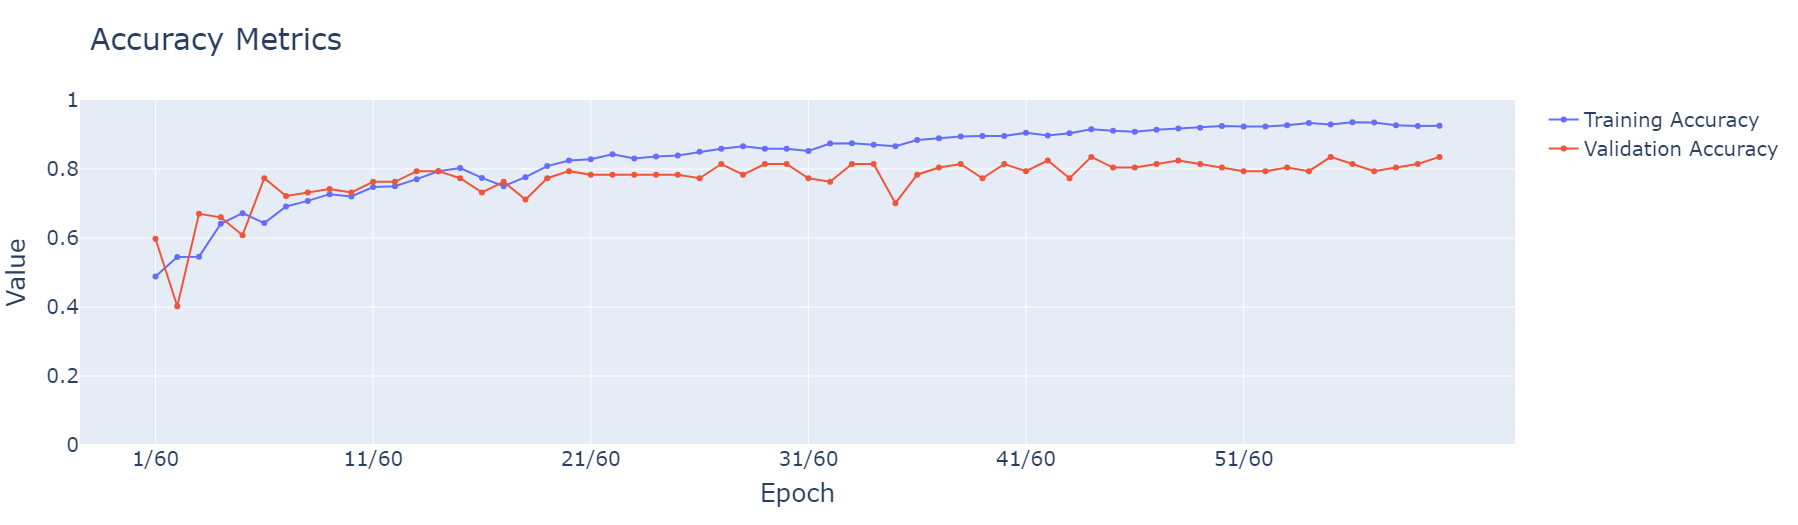 Accuracy Metrics
Training Accuracy
Validation Accuracy
1
0.8
0.6
0.4
0.2
0
Value
1/60 11/60 21/60 31/60 41/60 51/60
Epoch